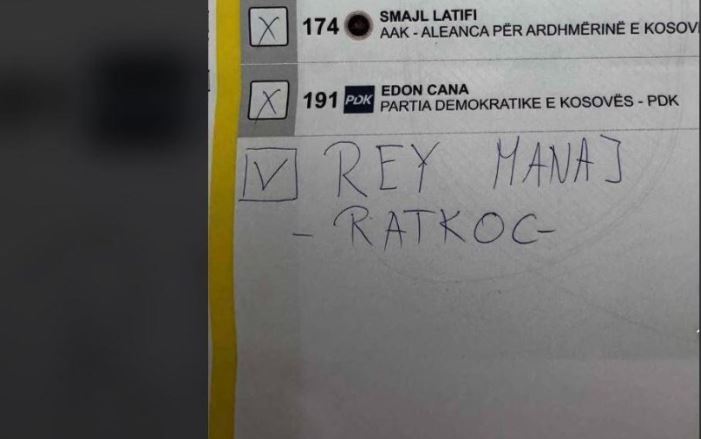 X 174 SMAJL LATIFI
AAK - ALEANCA PËR ARDHMËRINË E KOSOV
X 191 PDK EDON CANA
PARTIA DEMOKRATIKE E KOSOVËS - PDK
V REY MANAJ
- RATKOC -